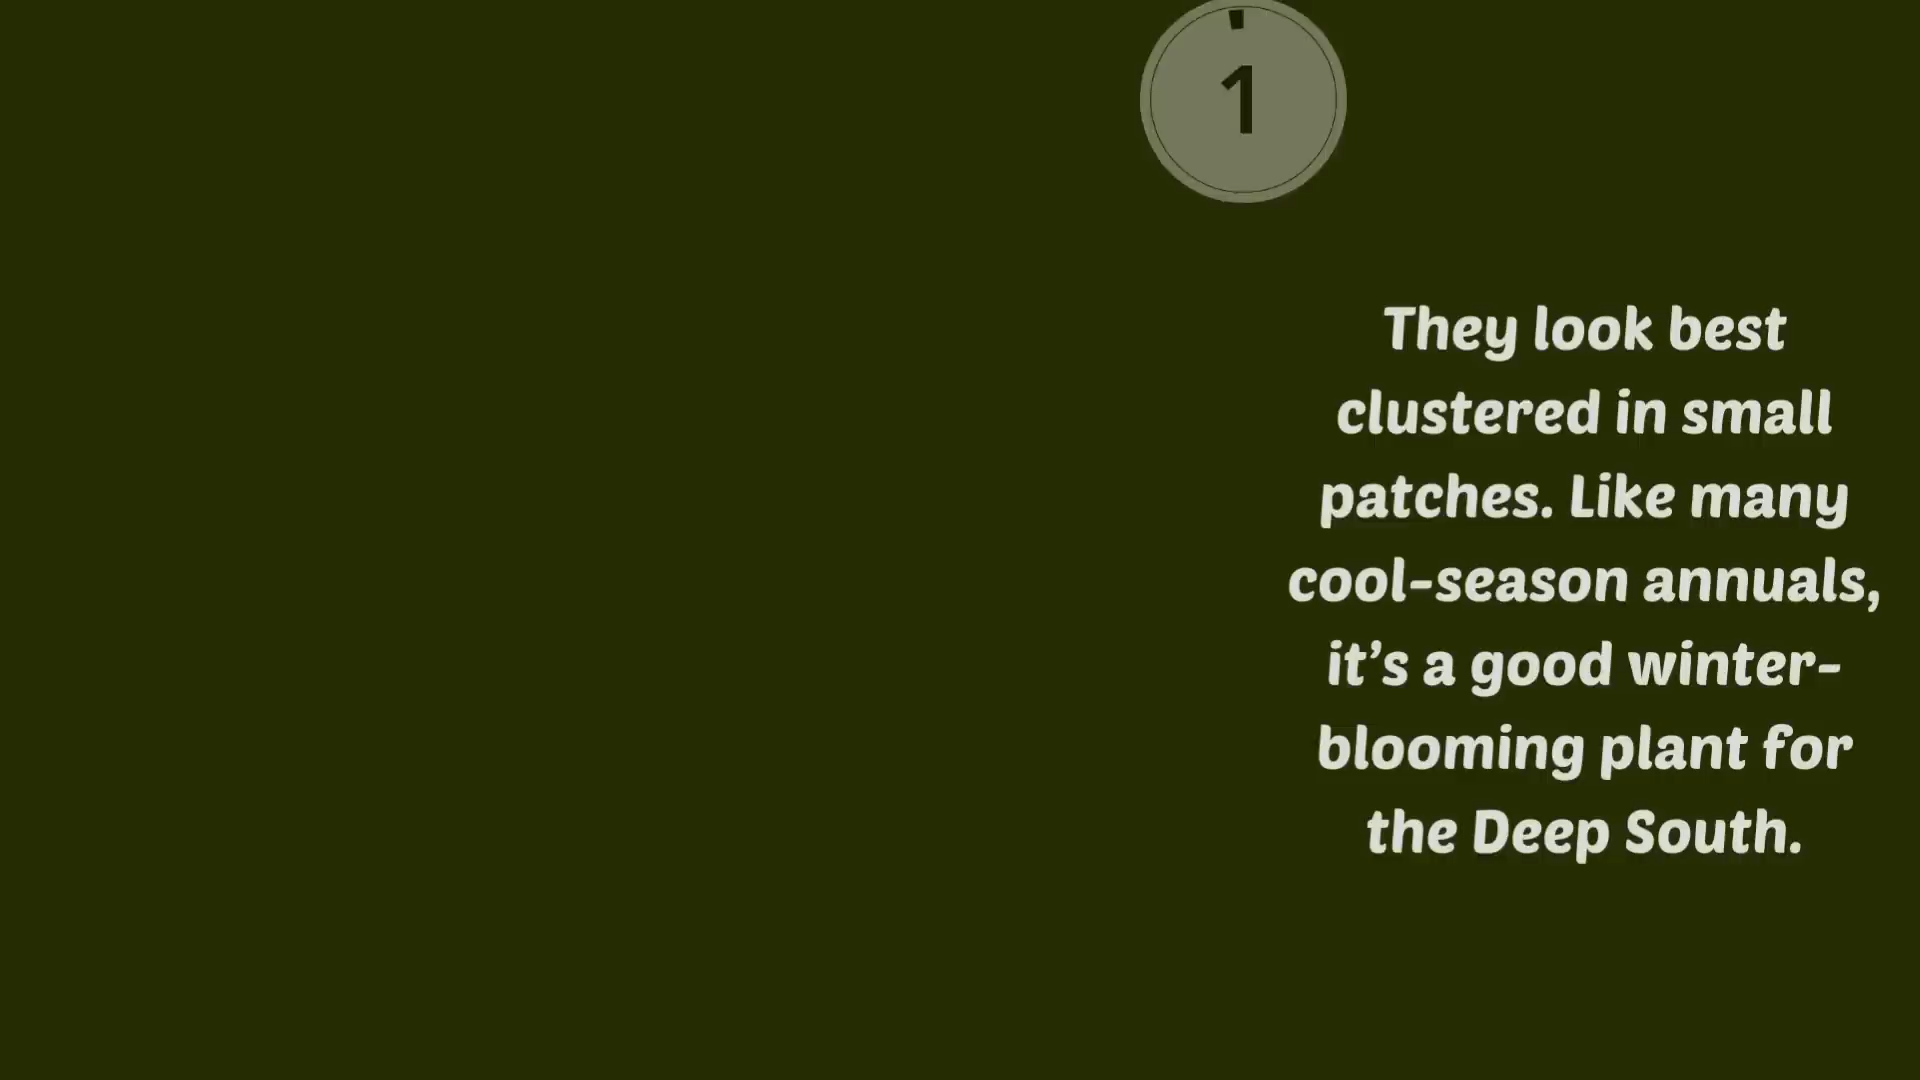 1
They look best
clustered in small
patches. Like many
cool-season annuals,
it’s a good winter-
blooming plant for
the Deep South.